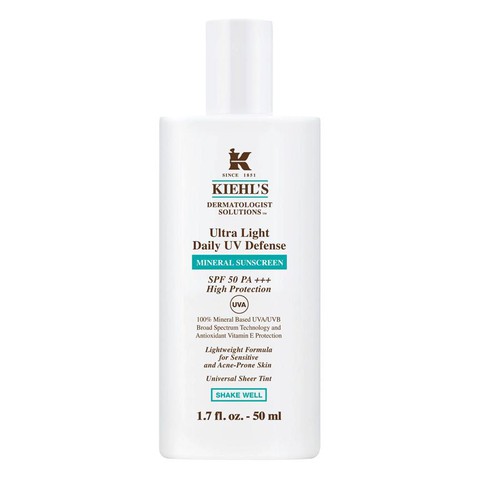 K
SINCE 1851
KIEHL'S
DERMATOLOGIST
SOLUTIONS™
Ultra Light
Daily UV Defense
MINERAL SUNSCREEN
SPF 50 PA +++
High Protection
UVA
100% Mineral Based UVA/UVB
Broad Spectrum Technology and
Antioxidant Vitamin E Protection
Lightweight Formula
for Sensitive
and Acne-Prone Skin
Universal Sheer Tint
SHAKE WELL
1.7 fl. oz. - 50 ml